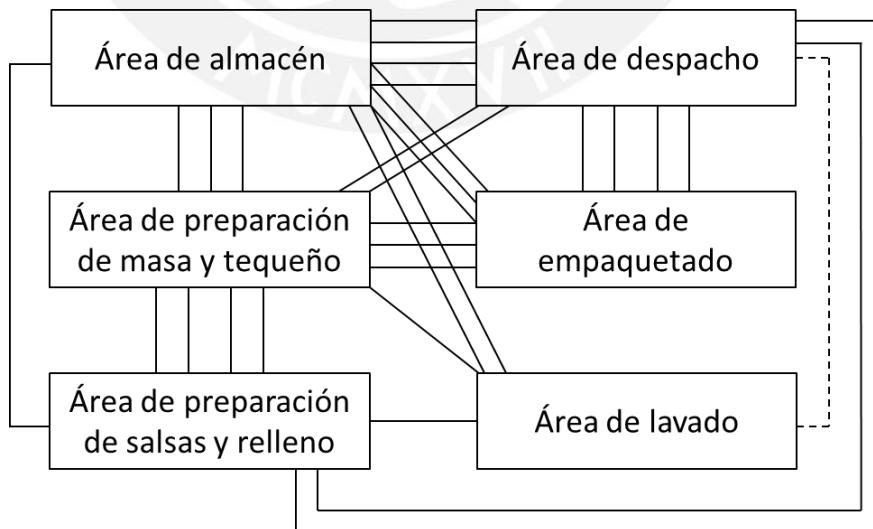 Área de almacén
Área de despacho
MCMXVII
Área de preparación
de masa y tequeño
Área de
empaquetado
Área de preparación
de salsas y relleno
Área de lavado